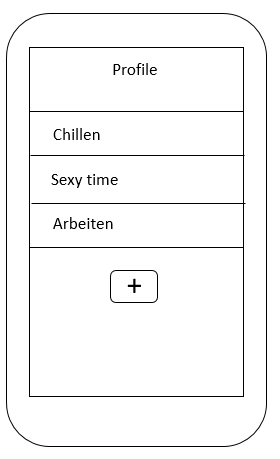 Profile
Chillen
Sexy time
Arbeiten
+